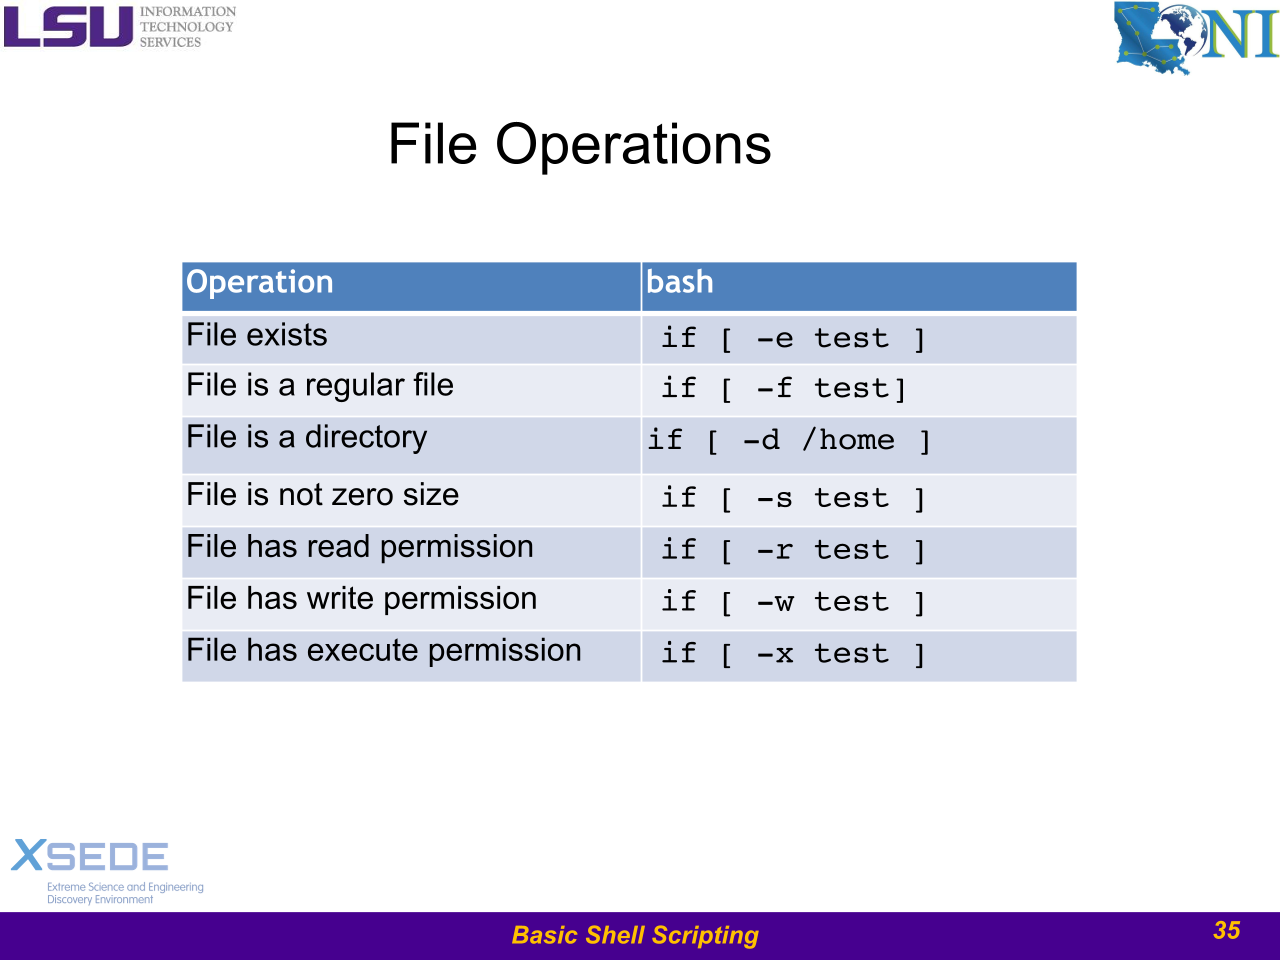 LSU INFORMATION
TECHNOLOGY
SERVICES
LONI
File Operations
Operation bash
File exists if [ -e test ]
File is a regular file if [ -f test]
File is a directory if [ -d /home ]
File is not zero size if [ -s test ]
File has read permission if [ -r test ]
File has write permission if [ -w test ]
File has execute permission if [ -x test ]
XSEDE
Extreme Science and Engineering
Discovery Environment
Basic Shell Scripting
35